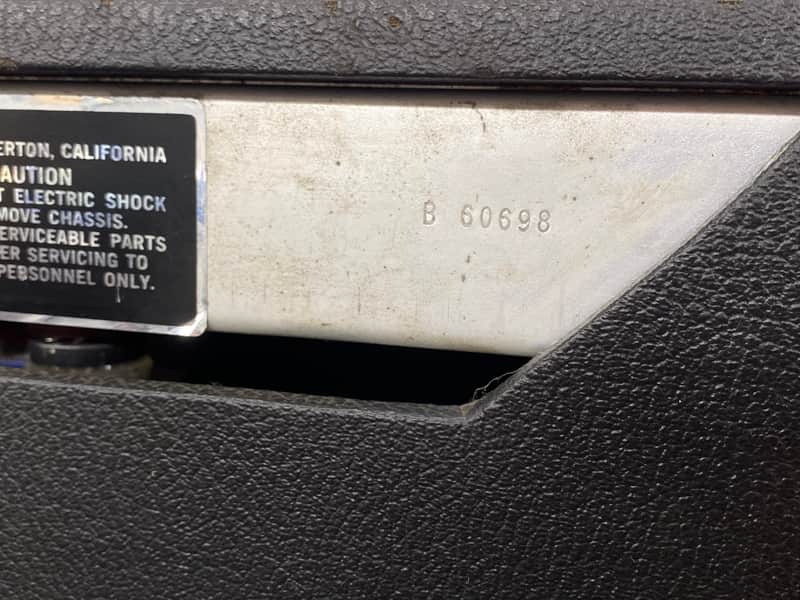 ERTON, CALIFORNIA
AUTION
T ELECTRIC SHOCK
MOVE CHASSIS.
ERVICEABLE PARTS
ER SERVICING TO
PERSONNEL ONLY.
B 60698